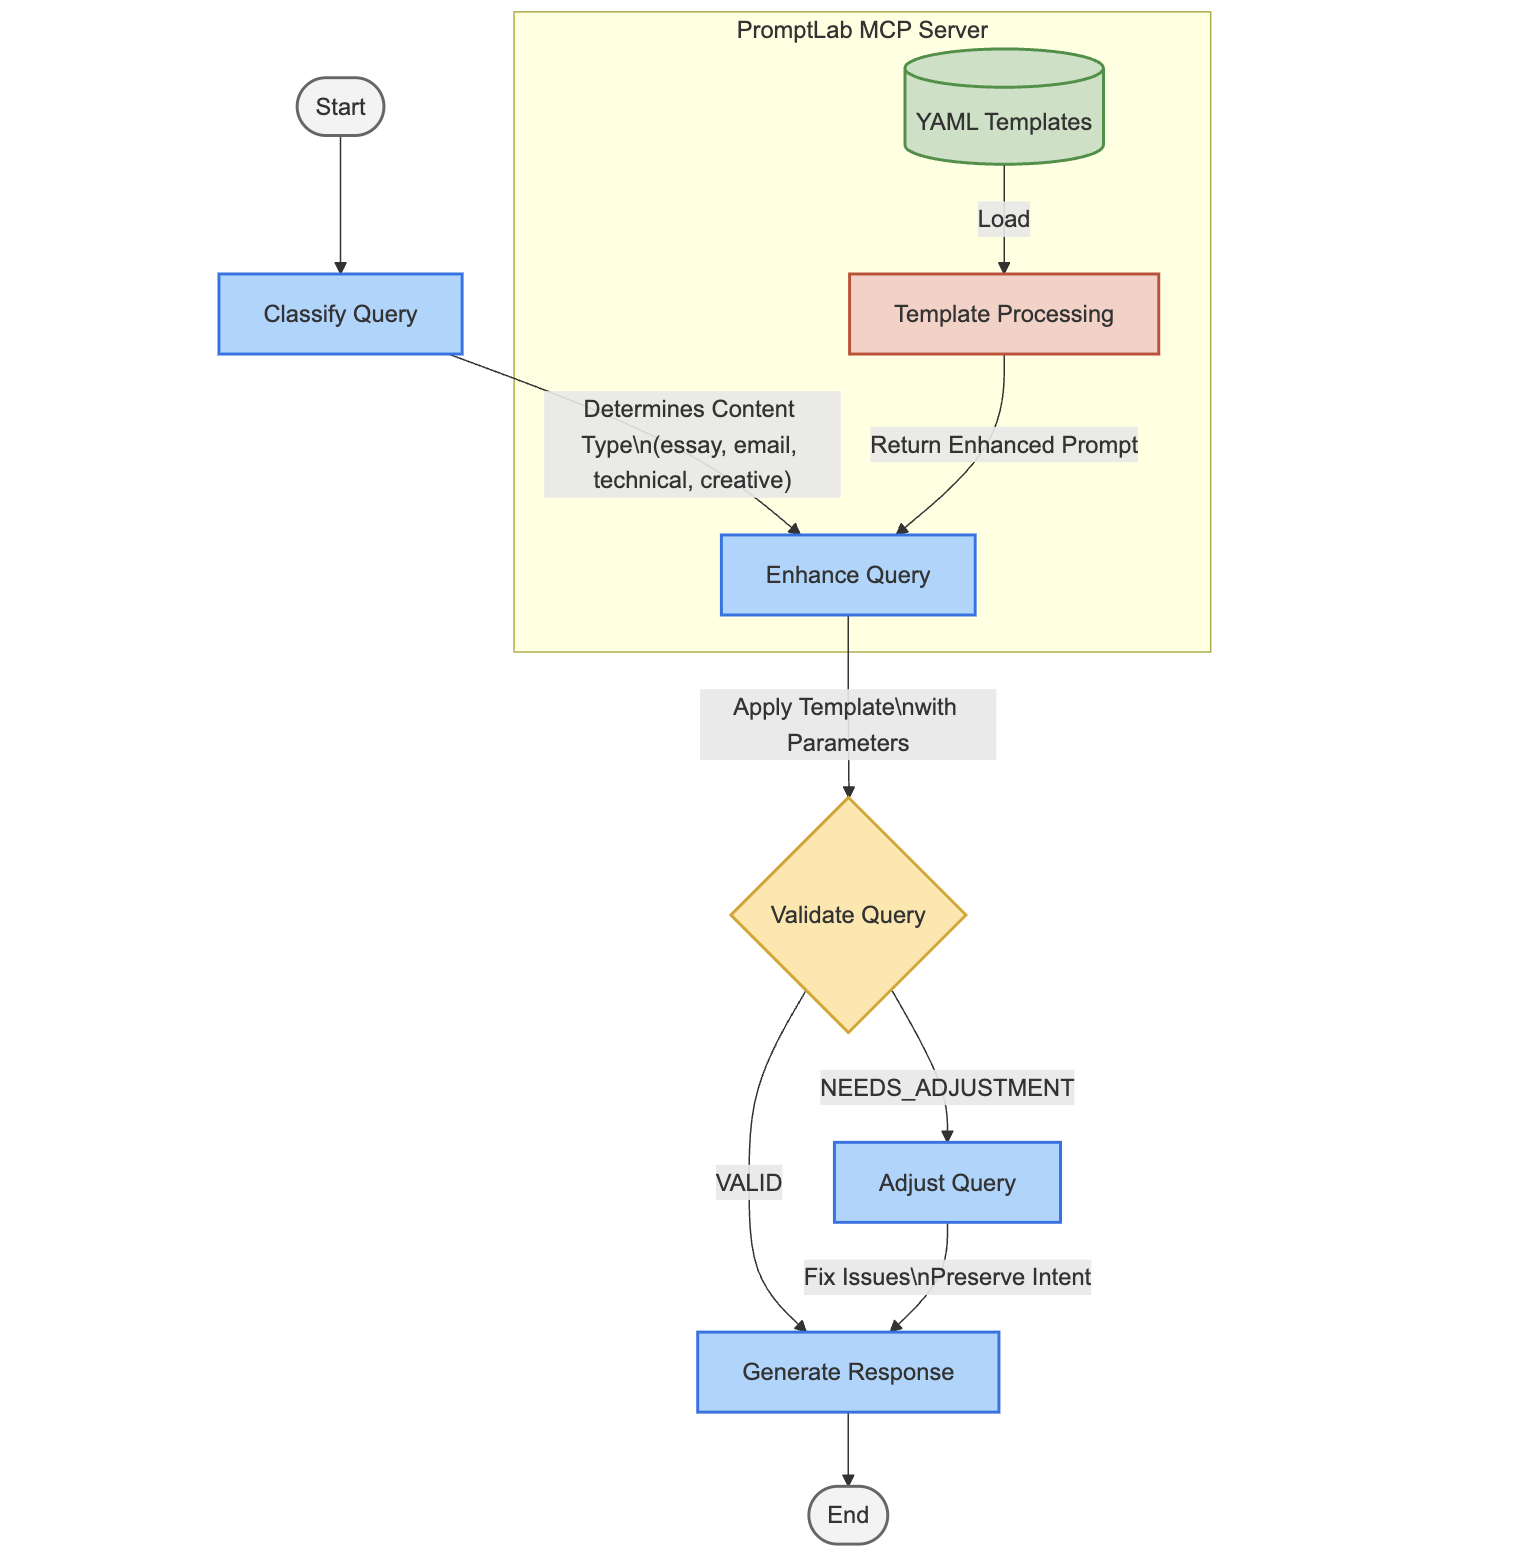 PromptLab MCP Server
Start
YAML Templates
Load
Classify Query
Template Processing
Determines Content
Type\n(essay, email,
technical, creative)
Return Enhanced Prompt
Enhance Query
Apply Template\nwith
Parameters
Validate Query
NEEDS_ADJUSTMENT
VALID
Adjust Query
Fix Issues\nPreserve Intent
Generate Response
End